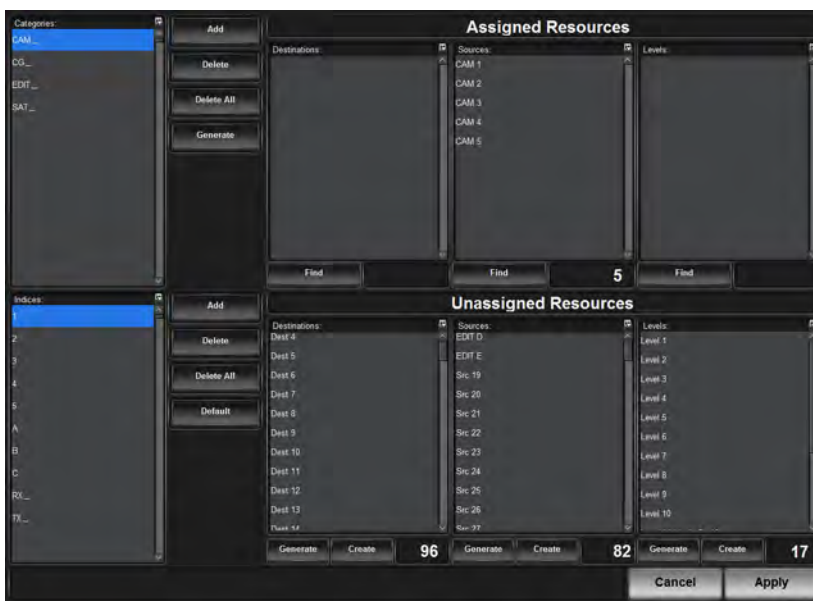 Categories:
CAM_
CG_
EDIT_
SAT_
Add
Delete
Delete All
Generate
Assigned Resources
Destinations:
Find
Sources:
CAM 1
CAM 2
CAM 3
CAM 4
CAM 5
Find
5
Levels:
Find
Indices:
1
2
3
4
5
A
B
C
RX_
TX_
Add
Delete
Delete All
Default
Unassigned Resources
Destinations:
Dest 4
Dest 5
Dest 6
Dest 7
Dest 8
Dest 9
Dest 10
Dest 11
Dest 12
Dest 13
Dest 14
Generate
Create
96
Sources:
EDIT D
EDIT E
Src 19
Src 20
Src 21
Src 22
Src 23
Src 24
Src 25
Src 26
Src 27
Generate
Create
82
Levels:
Level 1
Level 2
Level 3
Level 4
Level 5
Level 6
Level 7
Level 8
Level 9
Level 10
Generate
Create
17
Cancel
Apply